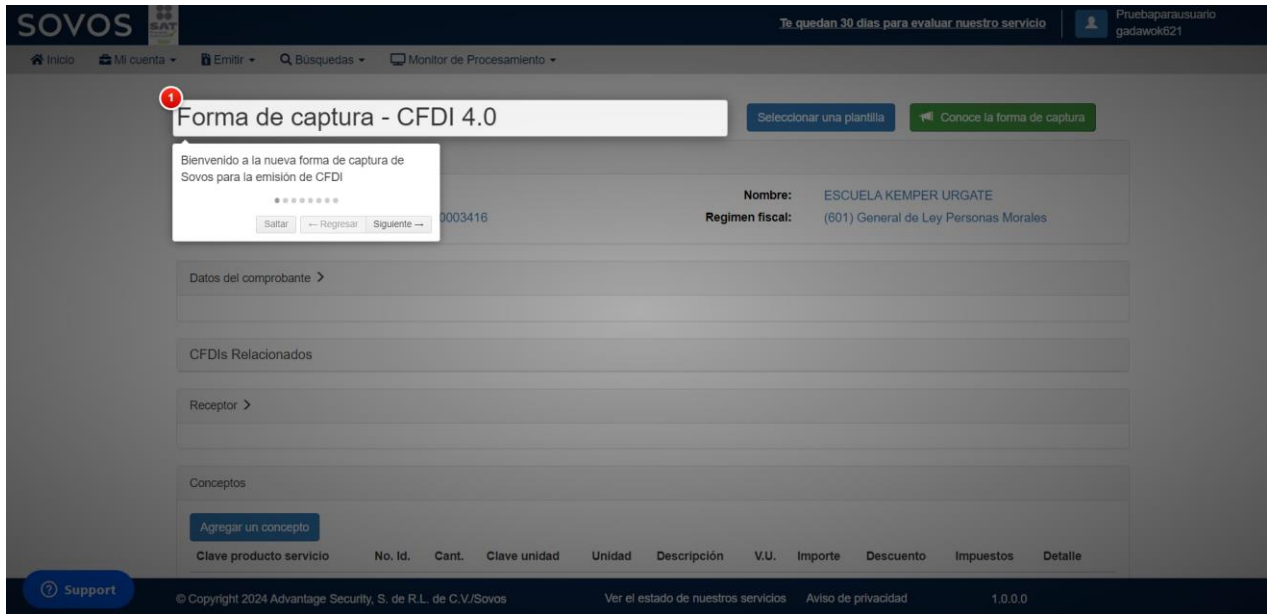 SOVOS SAT
Te quedan 30 dias para evaluar nuestro servicio
Pruebaparausuario
gadawok621
Inicio Mi cuenta Emitir Búsquedas Monitor de Procesamiento
1
Forma de captura - CFDI 4.0
Seleccionar una plantilla Conoce la forma de captura
Bienvenido a la nueva forma de captura de
Sovos para la emisión de CFDI
Saltar ← Regresar Siguiente →
0003416
Nombre: ESCUELA KEMPER URGATE
Regimen fiscal: (601) General de Ley Personas Morales
Datos del comprobante >
CFDIs Relacionados
Receptor >
Conceptos
Agregar un concepto
Clave producto servicio No. Id. Cant. Clave unidad Unidad Descripción V.U. Importe Descuento Impuestos Detalle
Support
© Copyright 2024 Advantage Security, S. de R.L. de C.V./Sovos Ver el estado de nuestros servicios Aviso de privacidad 1.0.0.0